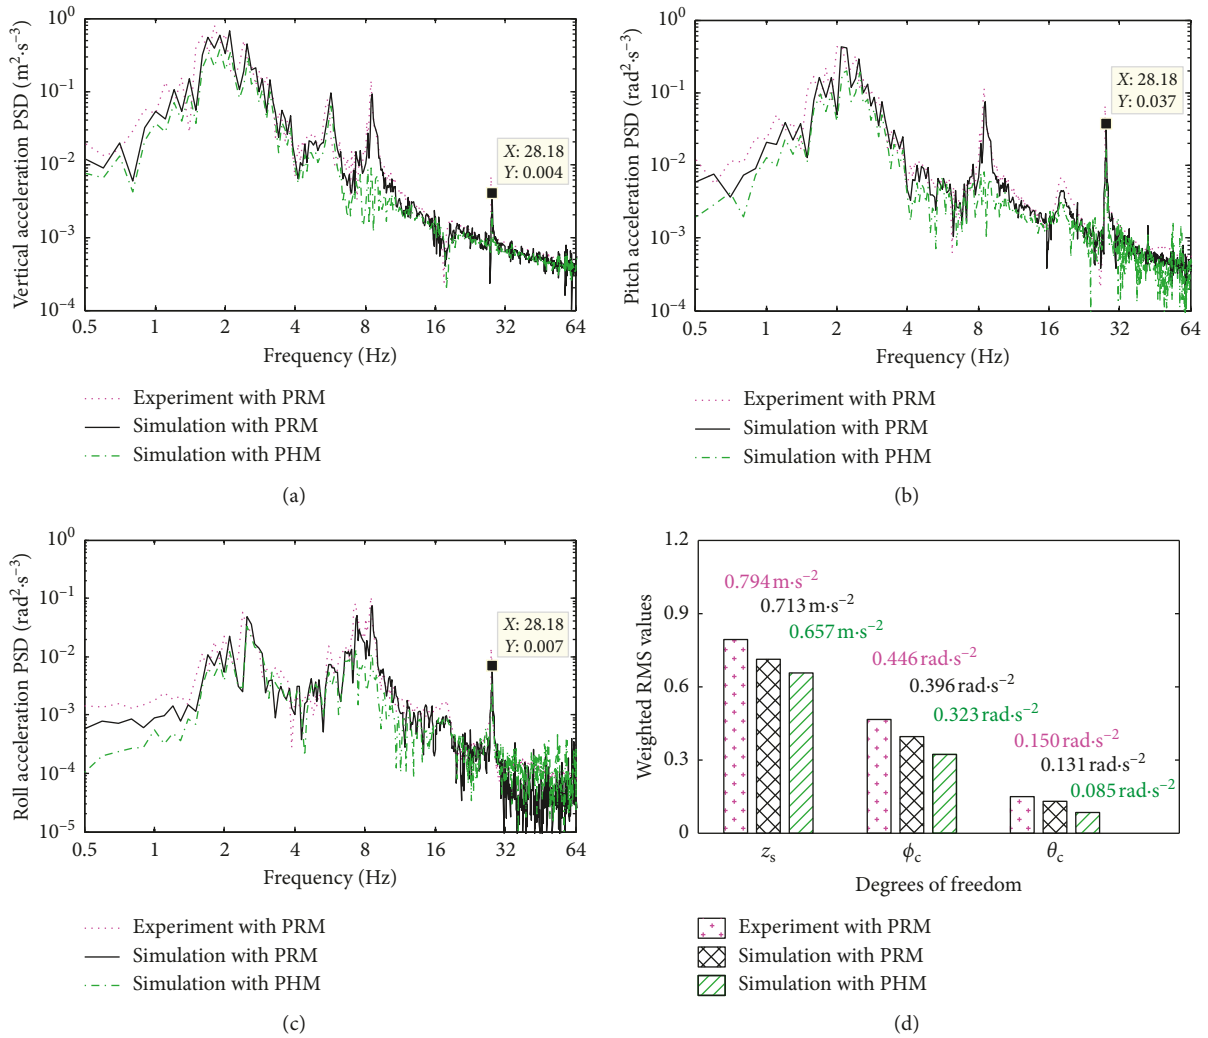 Vertical acceleration PSD (m²·s⁻³)
10⁰
10⁻¹
10⁻²
10⁻³
10⁻⁴
X: 28.18
Y: 0.004
0.5 1 2 4 8 16 32 64
Frequency (Hz)
Experiment with PRM
Simulation with PRM
Simulation with PHM
(a)
Pitch acceleration PSD (rad²·s⁻³)
10⁰
10⁻¹
10⁻²
10⁻³
10⁻⁴
X: 28.18
Y: 0.037
0.5 1 2 4 8 16 32 64
Frequency (Hz)
Experiment with PRM
Simulation with PRM
Simulation with PHM
(b)
Roll acceleration PSD (rad²·s⁻³)
10⁰
10⁻¹
10⁻²
10⁻³
10⁻⁴
10⁻⁵
X: 28.18
Y: 0.007
0.5 1 2 4 8 16 32 64
Frequency (Hz)
Experiment with PRM
Simulation with PRM
Simulation with PHM
(c)
Weighted RMS values
1.2
0.9
0.6
0.3
0
0.794 m·s⁻²
0.713 m·s⁻²
0.657 m·s⁻²
0.446 rad·s⁻²
0.396 rad·s⁻²
0.323 rad·s⁻²
0.150 rad·s⁻²
0.131 rad·s⁻²
0.085 rad·s⁻²
zs ϕc θc
Degrees of freedom
Experiment with PRM
Simulation with PRM
Simulation with PHM
(d)